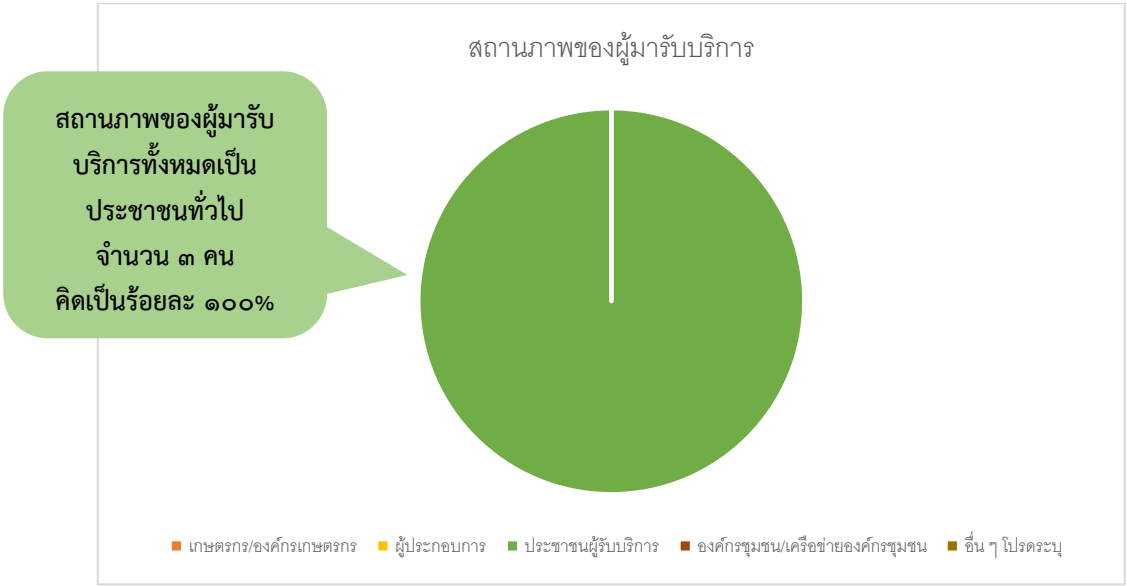 สถานภาพของผู้มารับบริการ
สถานภาพของผู้มารับ
บริการทั้งหมดเป็น
ประชาชนทั่วไป
จำนวน ๓ คน
คิดเป็นร้อยละ ๑๐๐%
เกษตรกร/องค์กรเกษตรกร ผู้ประกอบการ ประชาชนผู้รับบริการ องค์กรชุมชน/เครือข่ายองค์กรชุมชน อื่น ๆ โปรดระบุ